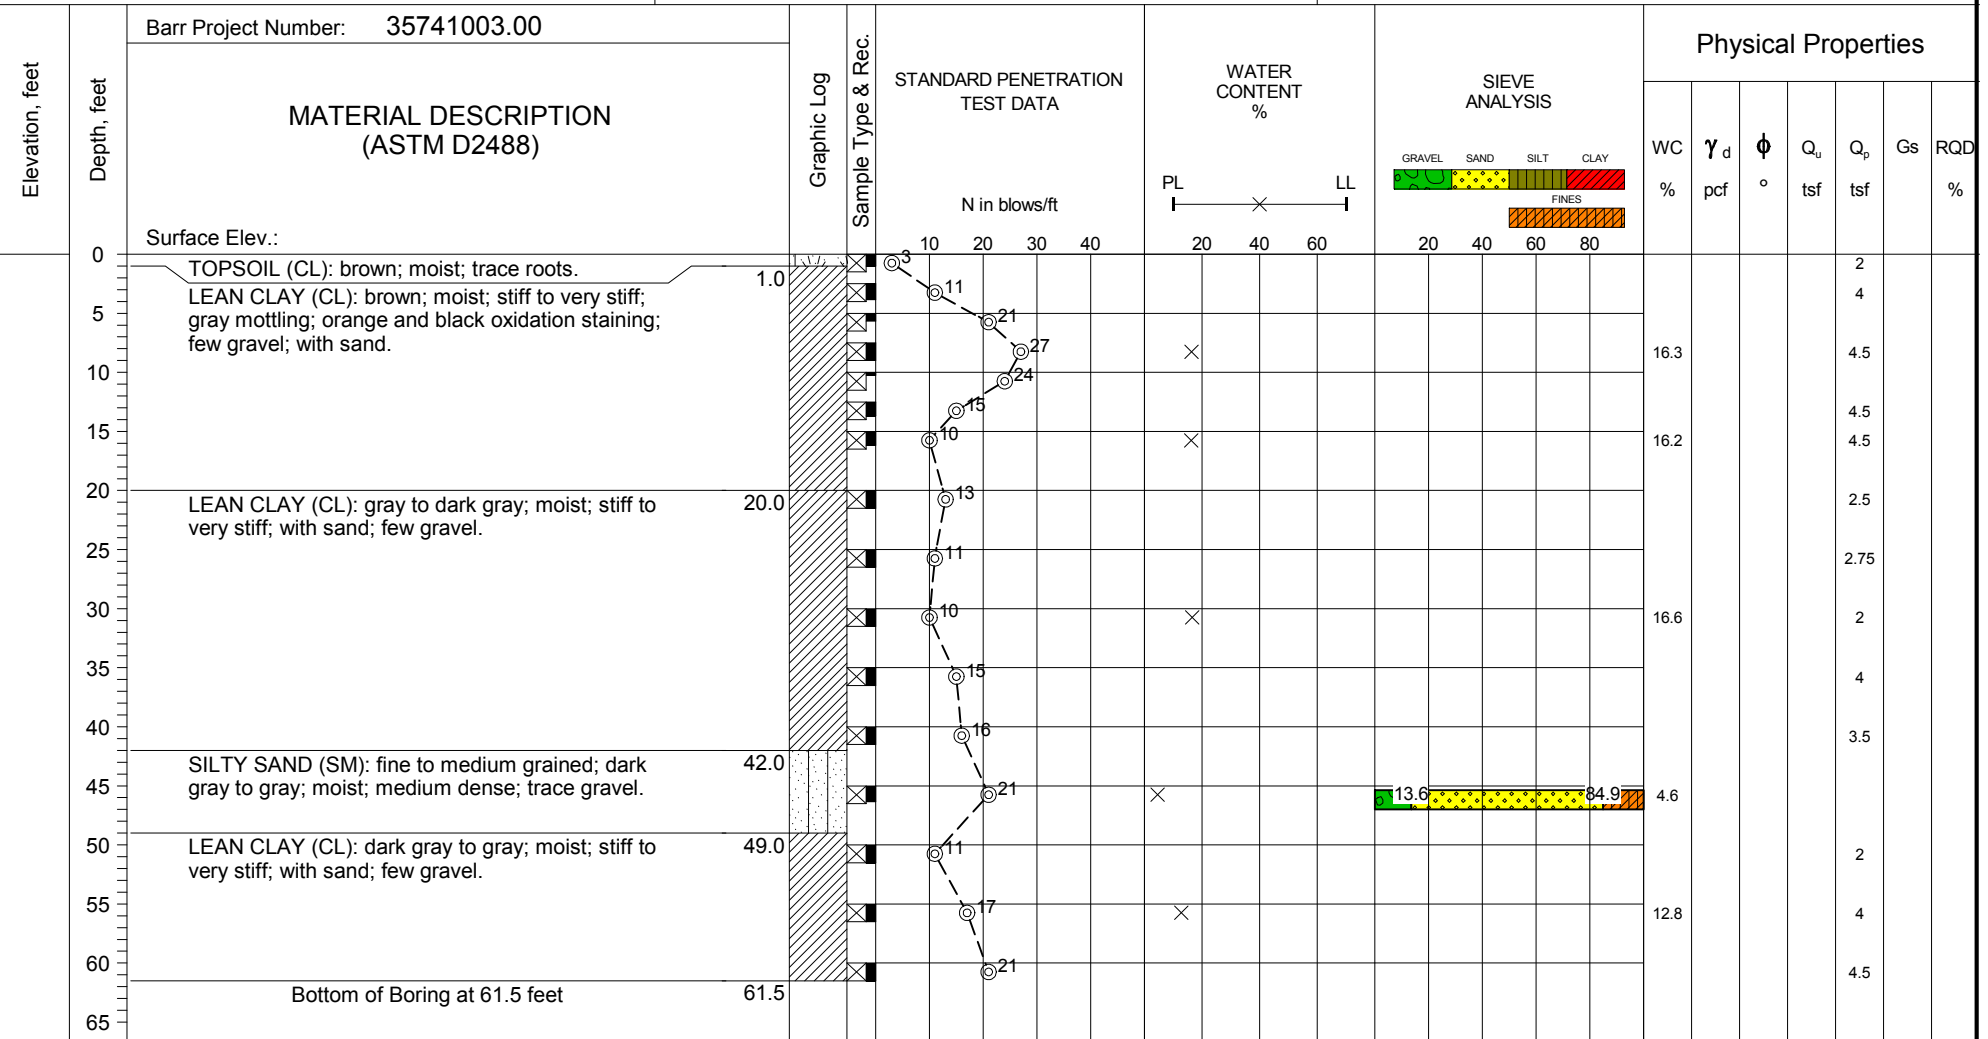 Barr Project Number: 35741003.00
Elevation, feet
Depth, feet
MATERIAL DESCRIPTION
(ASTM D2488)
Surface Elev.:
Graphic Log
Sample Type & Rec.
STANDARD PENETRATION
TEST DATA
N in blows/ft
10 20 30 40
WATER
CONTENT
%
PL LL
20 40 60
SIEVE
ANALYSIS
GRAVEL SAND SILT CLAY
FINES
20 40 60 80
Physical Properties
WC γd ϕ Qu Qp Gs RQD
% pcf ° tsf tsf %
0
TOPSOIL (CL): brown; moist; trace roots.
1.0
3
2
LEAN CLAY (CL): brown; moist; stiff to very stiff;
gray mottling; orange and black oxidation staining;
few gravel; with sand.
11
4
5
21
27
16.3
4.5
10
24
15
4.5
15
10
16.2
4.5
20
LEAN CLAY (CL): gray to dark gray; moist; stiff to
very stiff; with sand; few gravel.
20.0
13
2.5
25
11
2.75
30
10
16.6
2
35
15
4
40
16
3.5
SILTY SAND (SM): fine to medium grained; dark
gray to gray; moist; medium dense; trace gravel.
42.0
45
21
13.6
84.9
4.6
LEAN CLAY (CL): dark gray to gray; moist; stiff to
very stiff; with sand; few gravel.
49.0
50
11
2
55
17
12.8
4
60
21
4.5
Bottom of Boring at 61.5 feet
61.5
65